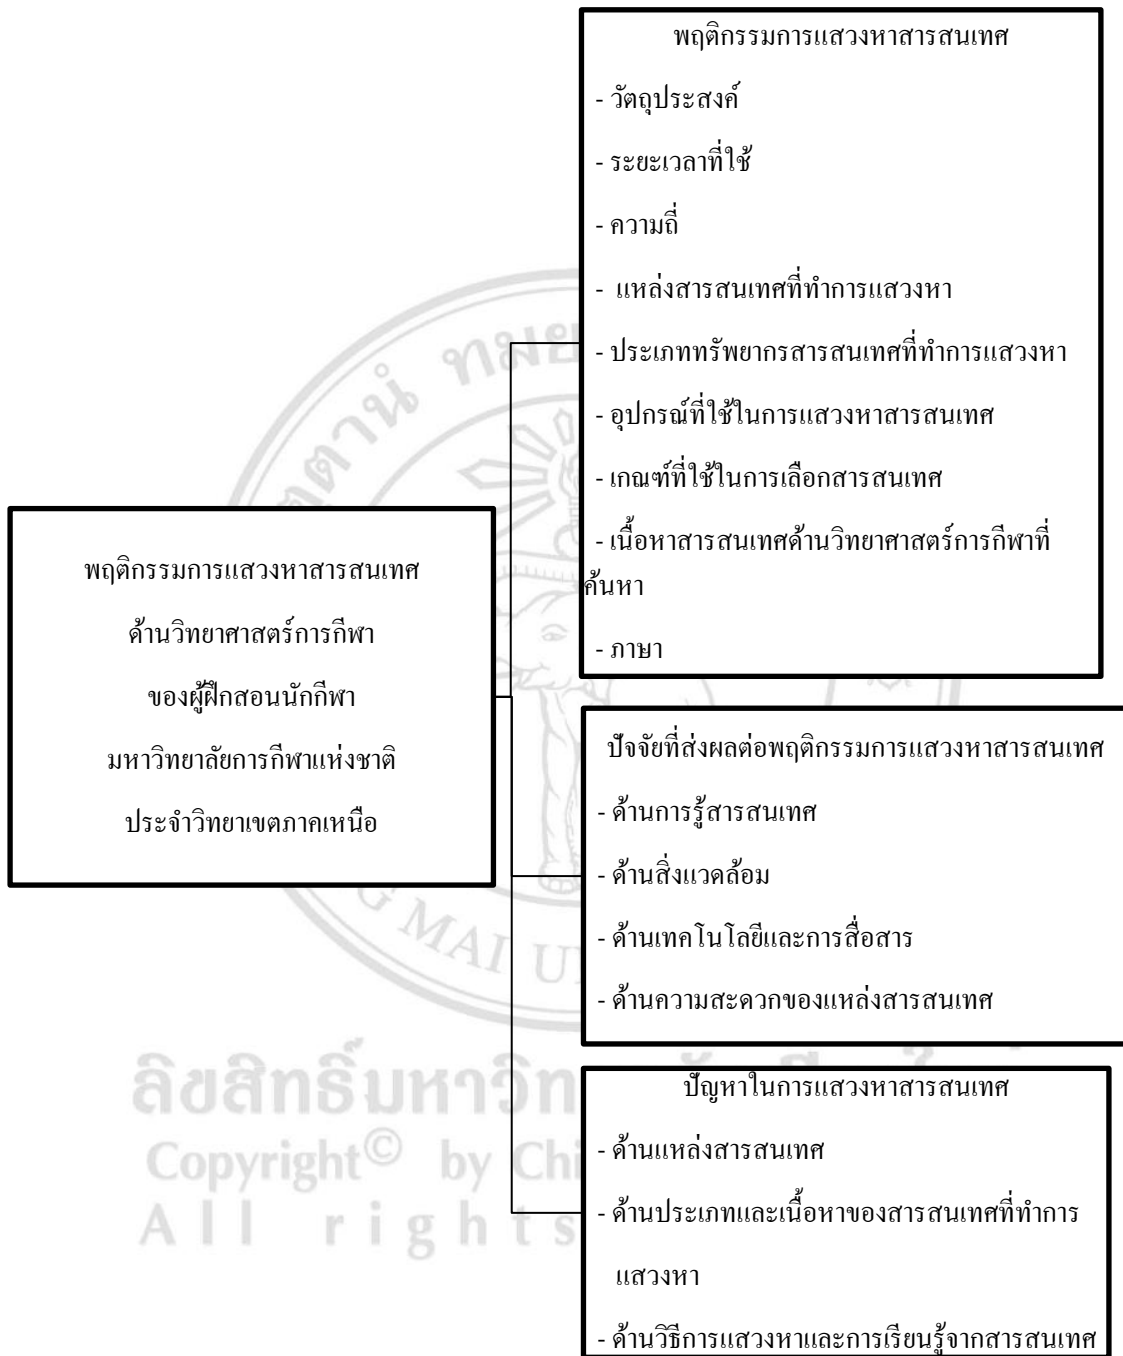 พฤติกรรมการแสวงหาสารสนเทศ
- วัตถุประสงค์
- ระยะเวลาที่ใช้
- ความถี่
- แหล่งสารสนเทศที่ทำการแสวงหา
- ประเภททรัพยากรสารสนเทศที่ทำการแสวงหา
- อุปกรณ์ที่ใช้ในการแสวงหาสารสนเทศ
- เกณฑ์ที่ใช้ในการเลือกสารสนเทศ
- เนื้อหาสารสนเทศด้านวิทยาศาสตร์การกีฬาที่
ค้นหา
- ภาษา
พฤติกรรมการแสวงหาสารสนเทศ
ด้านวิทยาศาสตร์การกีฬา
ของผู้ฝึกสอนนักกีฬา
มหาวิทยาลัยการกีฬาแห่งชาติ
ประจำวิทยาเขตภาคเหนือ
ปัจจัยที่ส่งผลต่อพฤติกรรมการแสวงหาสารสนเทศ
- ด้านการรู้สารสนเทศ
- ด้านสิ่งแวดล้อม
- ด้านเทคโนโลยีและการสื่อสาร
- ด้านความสะดวกของแหล่งสารสนเทศ
ปัญหาในการแสวงหาสารสนเทศ
- ด้านแหล่งสารสนเทศ
- ด้านประเภทและเนื้อหาของสารสนเทศที่ทำการ
แสวงหา
- ด้านวิธีการแสวงหาและการเรียนรู้จากสารสนเทศ
MAI
ลิขสิทธิ์
Copyright© by
All rights